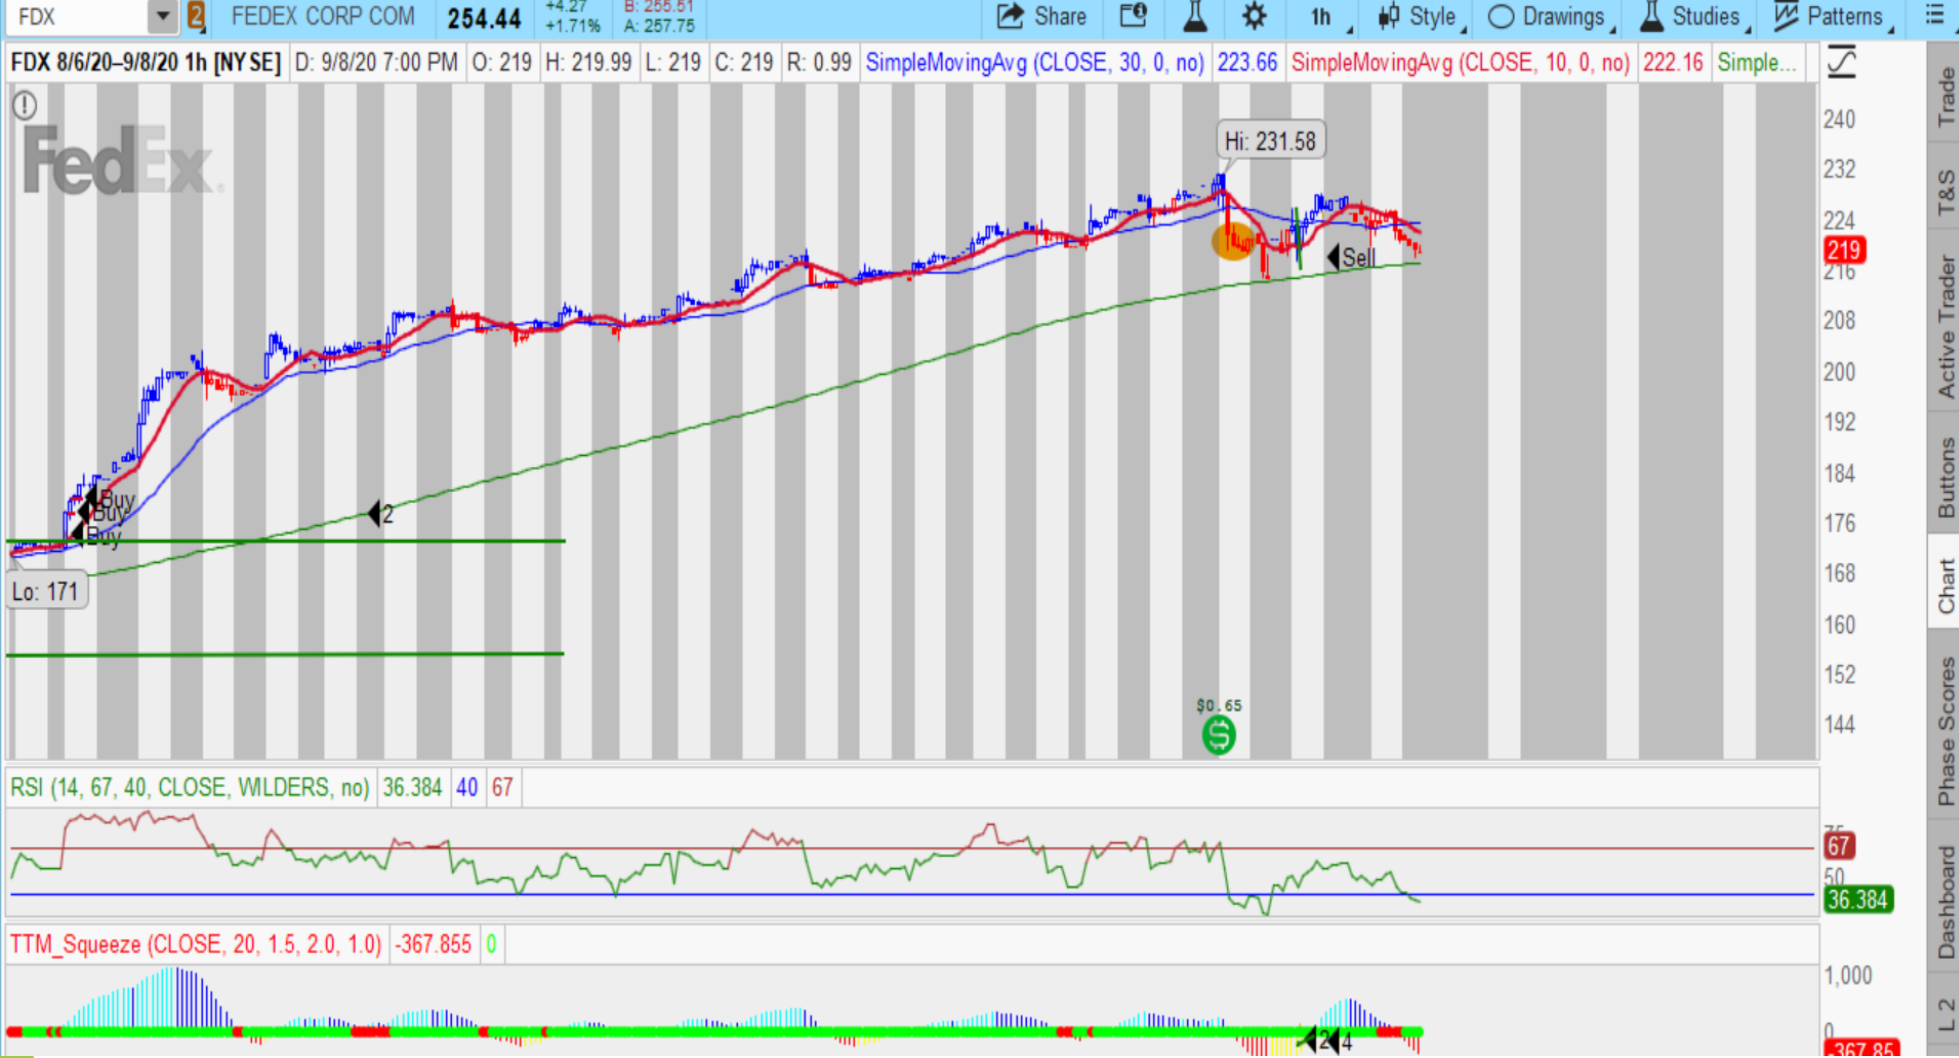 FDX 2 FEDEX CORP COM 254.44 +4.27 B: 255.51 Share 1h Style Drawings Studies Patterns
+1.71% A: 257.75
FDX 8/6/20–9/8/20 1h [NYSE] D: 9/8/20 7:00 PM O: 219 H: 219.99 L: 219 C: 219 R: 0.99 SimpleMovingAvg (CLOSE, 30, 0, no) 223.66 SimpleMovingAvg (CLOSE, 10, 0, no) 222.16 Simple...
FedEx
Hi: 231.58
Sell
Buy
Buy
Buy
2
Lo: 171
$0.65
$
240
232
224
219
216
208
200
192
184
176
168
160
152
144
RSI (14, 67, 40, CLOSE, WILDERS, no) 36.384 40 67
75
67
50
36.384
TTM_Squeeze (CLOSE, 20, 1.5, 2.0, 1.0) -367.855 0
1,000
0
-367.85
2 4
Trade
T&S
Active Trader
Buttons
Chart
Phase Scores
Dashboard
L 2